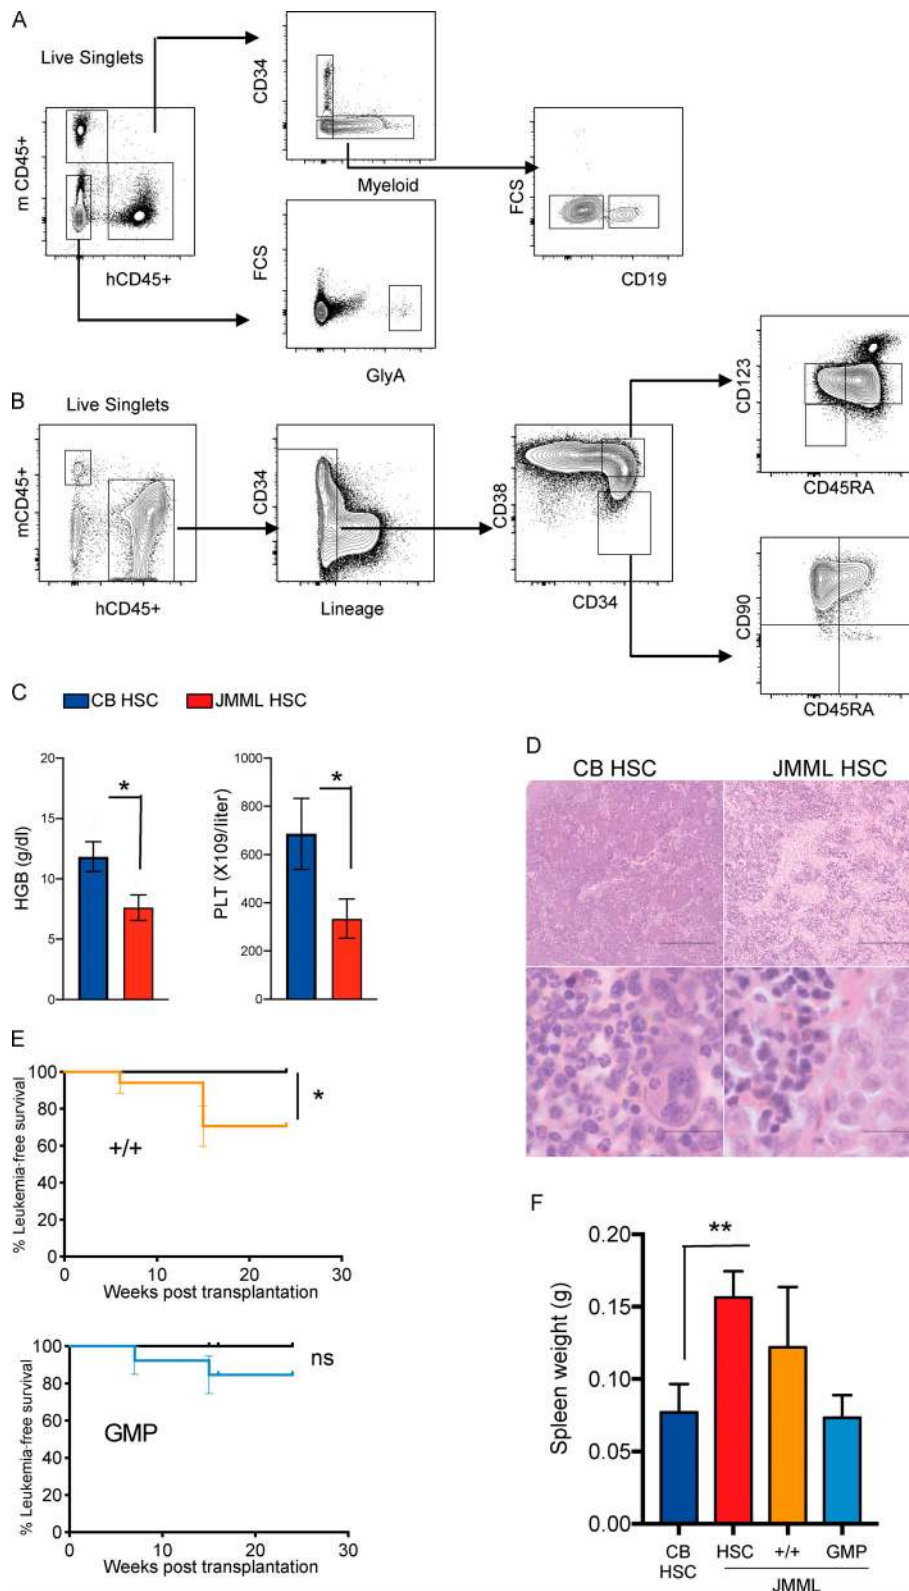 A
Live Singlets
m CD45+
hCD45+
CD34
Myeloid
FCS
CD19
FCS
GlyA
B
Live Singlets
mCD45+
hCD45+
CD34
Lineage
CD38
CD34
CD123
CD45RA
CD90
CD45RA
C
CB HSC
JMML HSC
20
15
10
5
0
HGB (g/dl)
*
1000
800
600
400
200
0
PLT (X109/liter)
*
D
CB HSC
JMML HSC
E
100
80
60
40
20
0
% Leukemia-free survival
+/+
*
0 10 20 30
Weeks post transplantation
100
80
60
40
20
0
% Leukemia-free survival
GMP
ns
0 10 20 30
Weeks post transplantation
F
0.20
0.15
0.10
0.05
0.00
Spleen weight (g)
**
CB HSC +/+ GMP
HSC
JMML